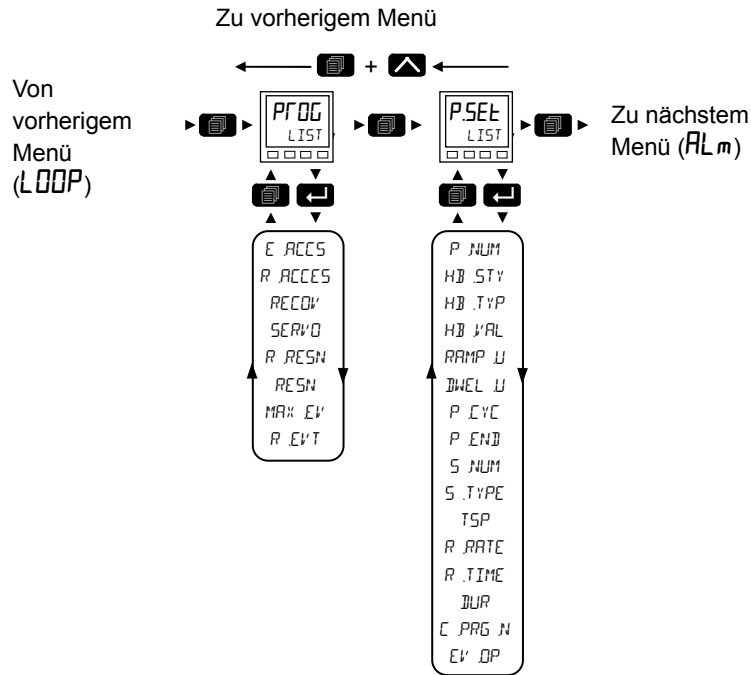 Zu vorherigem Menü
+
Von
vorherigem
Menü
(LOOP)
PrOG
LIST
P.SEt
LIST
Zu nächstem
Menü (ALm)
E.ACCS
R.ACCES
RECOV
SERVO
R.RESN
RESN
MAX.EV
R.EVT
P.NUM
HB.STY
HB.TYP
HB.VAL
RAMP.U
DWEL.U
P.CYC
P.END
S.NUM
S.TYPE
TSP
R.RATE
R.TIME
DUR
C.PRG.N
EV.OP